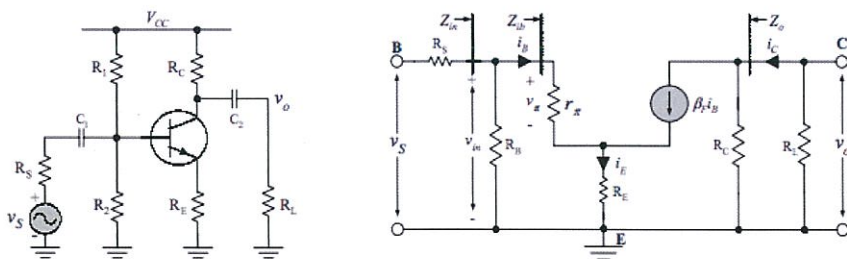 V_CC
R_1
R_C
C_1
C_2
v_o
R_S
+
v_S
-
R_2
R_E
R_L
Z_in
Z_ib
Z_o
B
R_S
i_B
i_C
C
+
+
v_π
r_π
-
β_F i_B
v_S
v_in
R_B
i_E
R_E
R_C
R_L
v_o
-
E